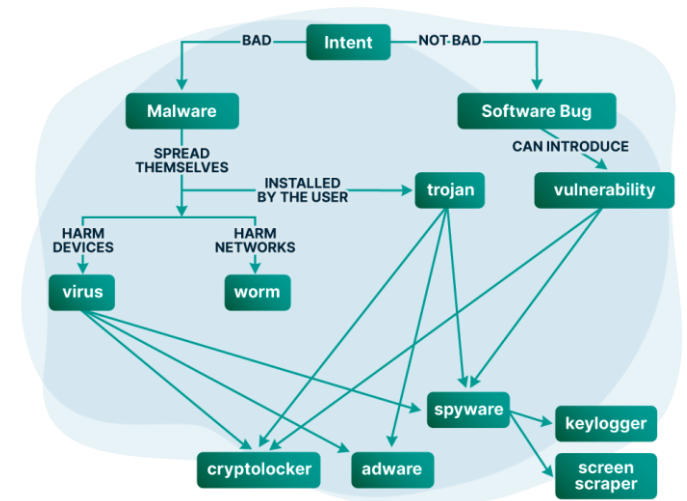 BAD
Intent
NOT BAD
Malware
Software Bug
SPREAD
THEMSELVES
CAN INTRODUCE
INSTALLED
BY THE USER
trojan
vulnerability
HARM
DEVICES
HARM
NETWORKS
virus
worm
spyware
keylogger
cryptolocker
adware
screen
scraper